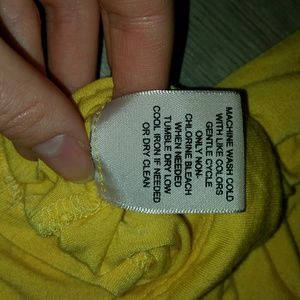 MACHINE WASH COLD
WITH LIKE COLORS
GENTLE CYCLE
ONLY NON-
CHLORINE BLEACH
WHEN NEEDED
TUMBLE DRY LOW
COOL IRON IF NEEDED
OR DRY CLEAN